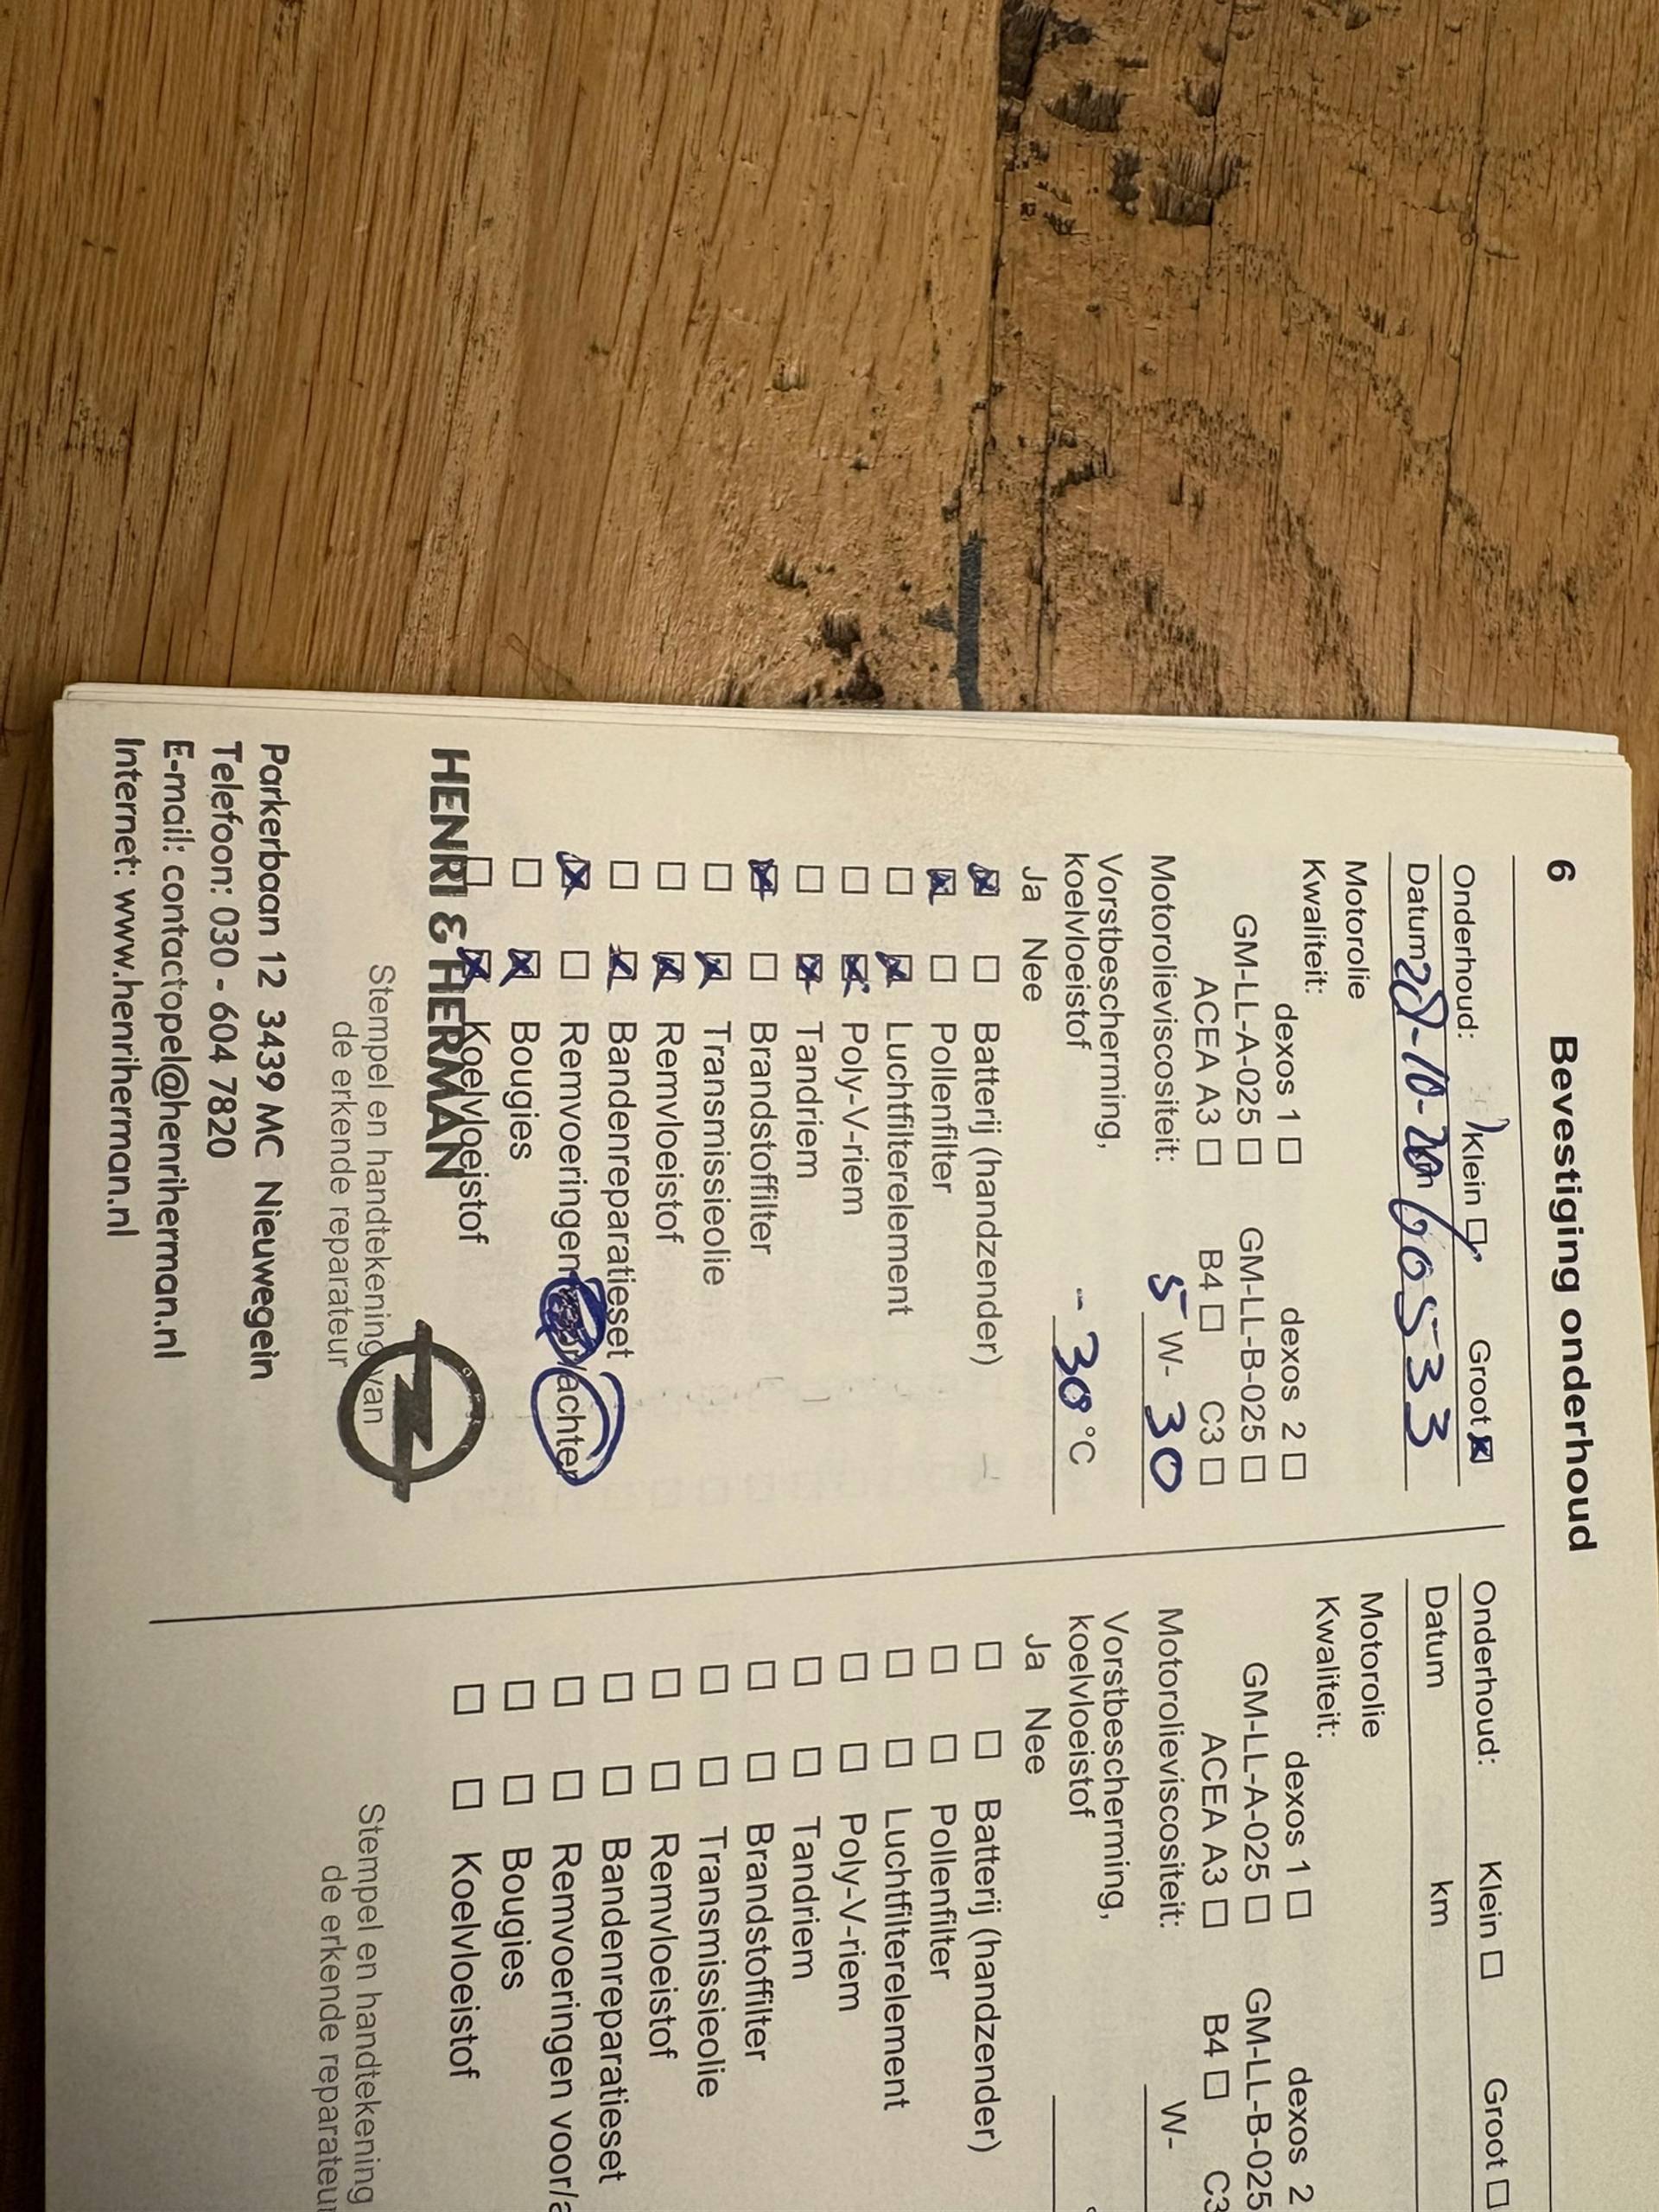 6 Bevestiging onderhoud
Onderhoud: Klein ☐ Groot ☒
Datum 28-10-20 60533
Motorolie
Kwaliteit:
dexos 1 ☐ dexos 2 ☐
GM-LL-A-025 ☐ GM-LL-B-025 ☐
ACEA A3 ☐ B4 ☐ C3 ☐
Motorolieviscositeit: 5 W- 30
Vorstbescherming,
koelvloeistof - 30 °C
Ja Nee
☒ ☐ Batterij (handzender)
☒ ☐ Pollenfilter
☐ ☒ Luchtfilterelement
☐ ☒ Poly-V-riem
☐ ☒ Tandriem
☒ ☐ Brandstoffilter
☐ ☒ Transmissieolie
☐ ☒ Remvloeistof
☐ ☒ Bandenreparatieset
☒ ☐ Remvoeringen voor/achter
☐ ☒ Bougies
☐ ☒ Koelvloeistof
HENRI & HERMAN
Stempel en handtekening van
de erkende reparateur
Parkerbaan 12 3439 MC Nieuwegein
Telefoon: 030 - 604 7820
E-mail: contactopel@henriherman.nl
Internet: www.henriherman.nl
Onderhoud: Klein ☐ Groot ☐
Datum km
Motorolie
Kwaliteit:
dexos 1 ☐ dexos 2
GM-LL-A-025 ☐ GM-LL-B-025
ACEA A3 ☐ B4 ☐ C3
Motorolieviscositeit: W-
Vorstbescherming,
koelvloeistof
Ja Nee
☐ ☐ Batterij (handzender)
☐ ☐ Pollenfilter
☐ ☐ Luchtfilterelement
☐ ☐ Poly-V-riem
☐ ☐ Tandriem
☐ ☐ Brandstoffilter
☐ ☐ Transmissieolie
☐ ☐ Remvloeistof
☐ ☐ Bandenreparatieset
☐ ☐ Remvoeringen voor/a
☐ ☐ Bougies
☐ ☐ Koelvloeistof
Stempel en handtekening
de erkende reparateur